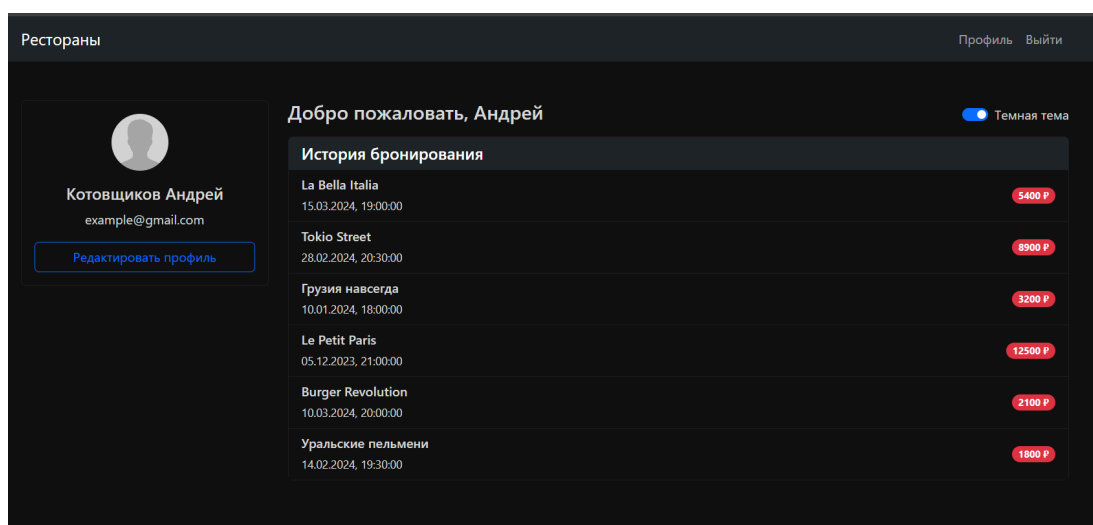 Рестораны
Профиль Выйти
Котовщиков Андрей
example@gmail.com
Редактировать профиль
Добро пожаловать, Андрей
Темная тема
История бронирования
La Bella Italia
15.03.2024, 19:00:00
5400 ₽
Tokio Street
28.02.2024, 20:30:00
8900 ₽
Грузия навсегда
10.01.2024, 18:00:00
3200 ₽
Le Petit Paris
05.12.2023, 21:00:00
12500 ₽
Burger Revolution
10.03.2024, 20:00:00
2100 ₽
Уральские пельмени
14.02.2024, 19:30:00
1800 ₽